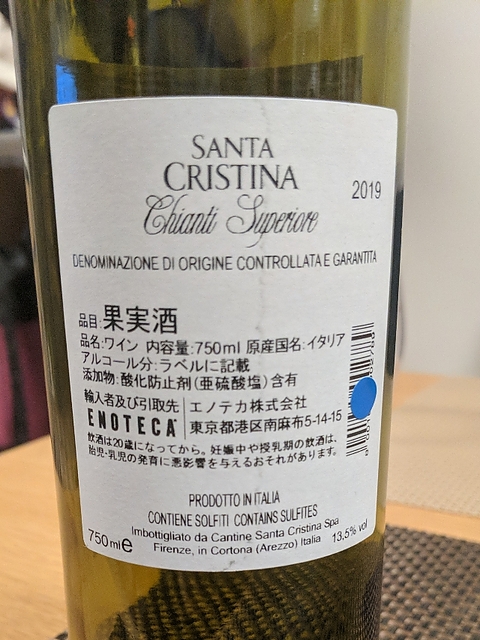 SANTA
CRISTINA
2019
Chianti Superiore
DENOMINAZIONE DI ORIGINE CONTROLLATA E GARANTITA
品目:果実酒
品名:ワイン 内容量:750ml 原産国名:イタリア
アルコール分:ラベルに記載
添加物:酸化防止剤(亜硫酸塩)含有
輸入者及び引取先 エノテカ株式会社
ENOTECA 東京都港区南麻布5-14-15
飲酒は20歳になってから。妊娠中や授乳期の飲酒は、
胎児・乳児の発育に悪影響を与えるおそれがあります。
PRODOTTO IN ITALIA
CONTIENE SOLFITI CONTAINS SULFITES
Imbottigliato da Cantine Santa Cristina Spa
750 ml e Firenze, in Cortona (Arezzo) Italia 13,5% vol